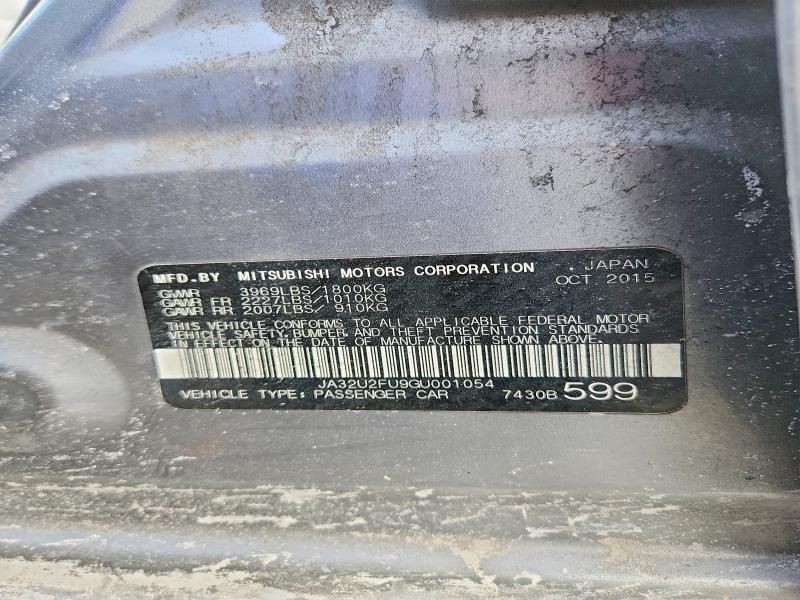 MFD.BY MITSUBISHI MOTORS CORPORATION JAPAN
GVWR 3969LBS/1800KG OCT 2015
GAWR FR 2227LBS/1010KG
GAWR RR 2007LBS/ 910KG
THIS VEHICLE CONFORMS TO ALL APPLICABLE FEDERAL MOTOR
VEHICLE SAFETY, BUMPER, AND THEFT PREVENTION STANDARDS
IN EFFECT ON THE DATE OF MANUFACTURE SHOWN ABOVE.
JA32U2FU9GU001054
VEHICLE TYPE: PASSENGER CAR 7430B 599